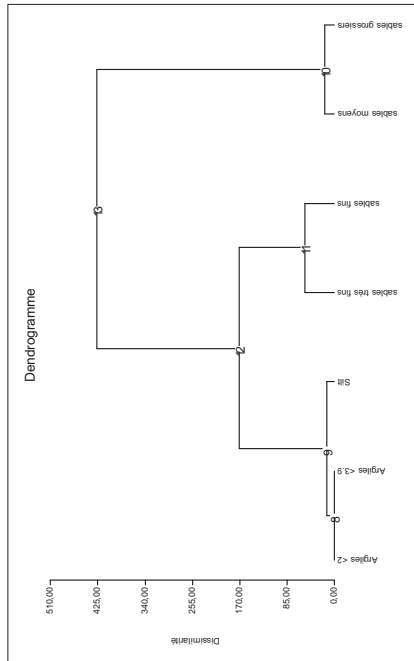 Dendrogramme
510,00
425,00
340,00
255,00
170,00
85,00
0,00
Dissimilarité
13
12
11
10
9
8
Argiles <2
Argiles <3.9
Silt
sables très fins
sables fins
sables moyens
sables grossiers